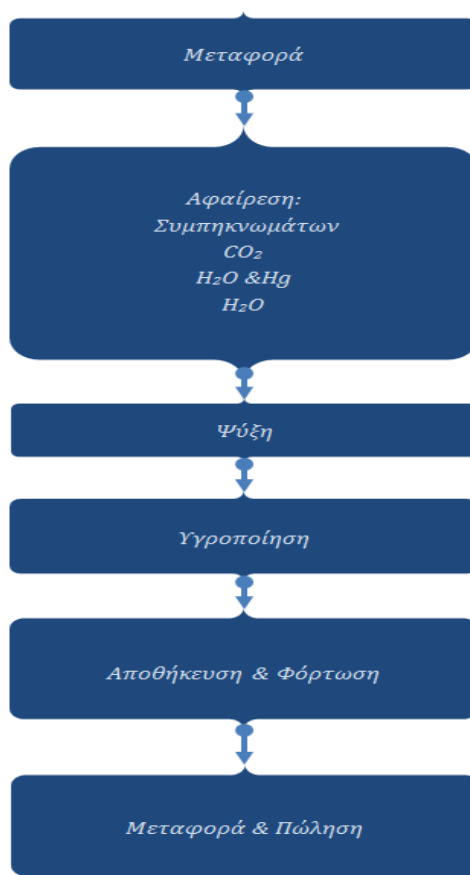 Μεταφορά
Αφαίρεση:
Συμπηκνωμάτων
CO₂
H₂O &Hg
H₂O
Ψύξη
Υγροποίηση
Αποθήκευση & Φόρτωση
Μεταφορά & Πώληση